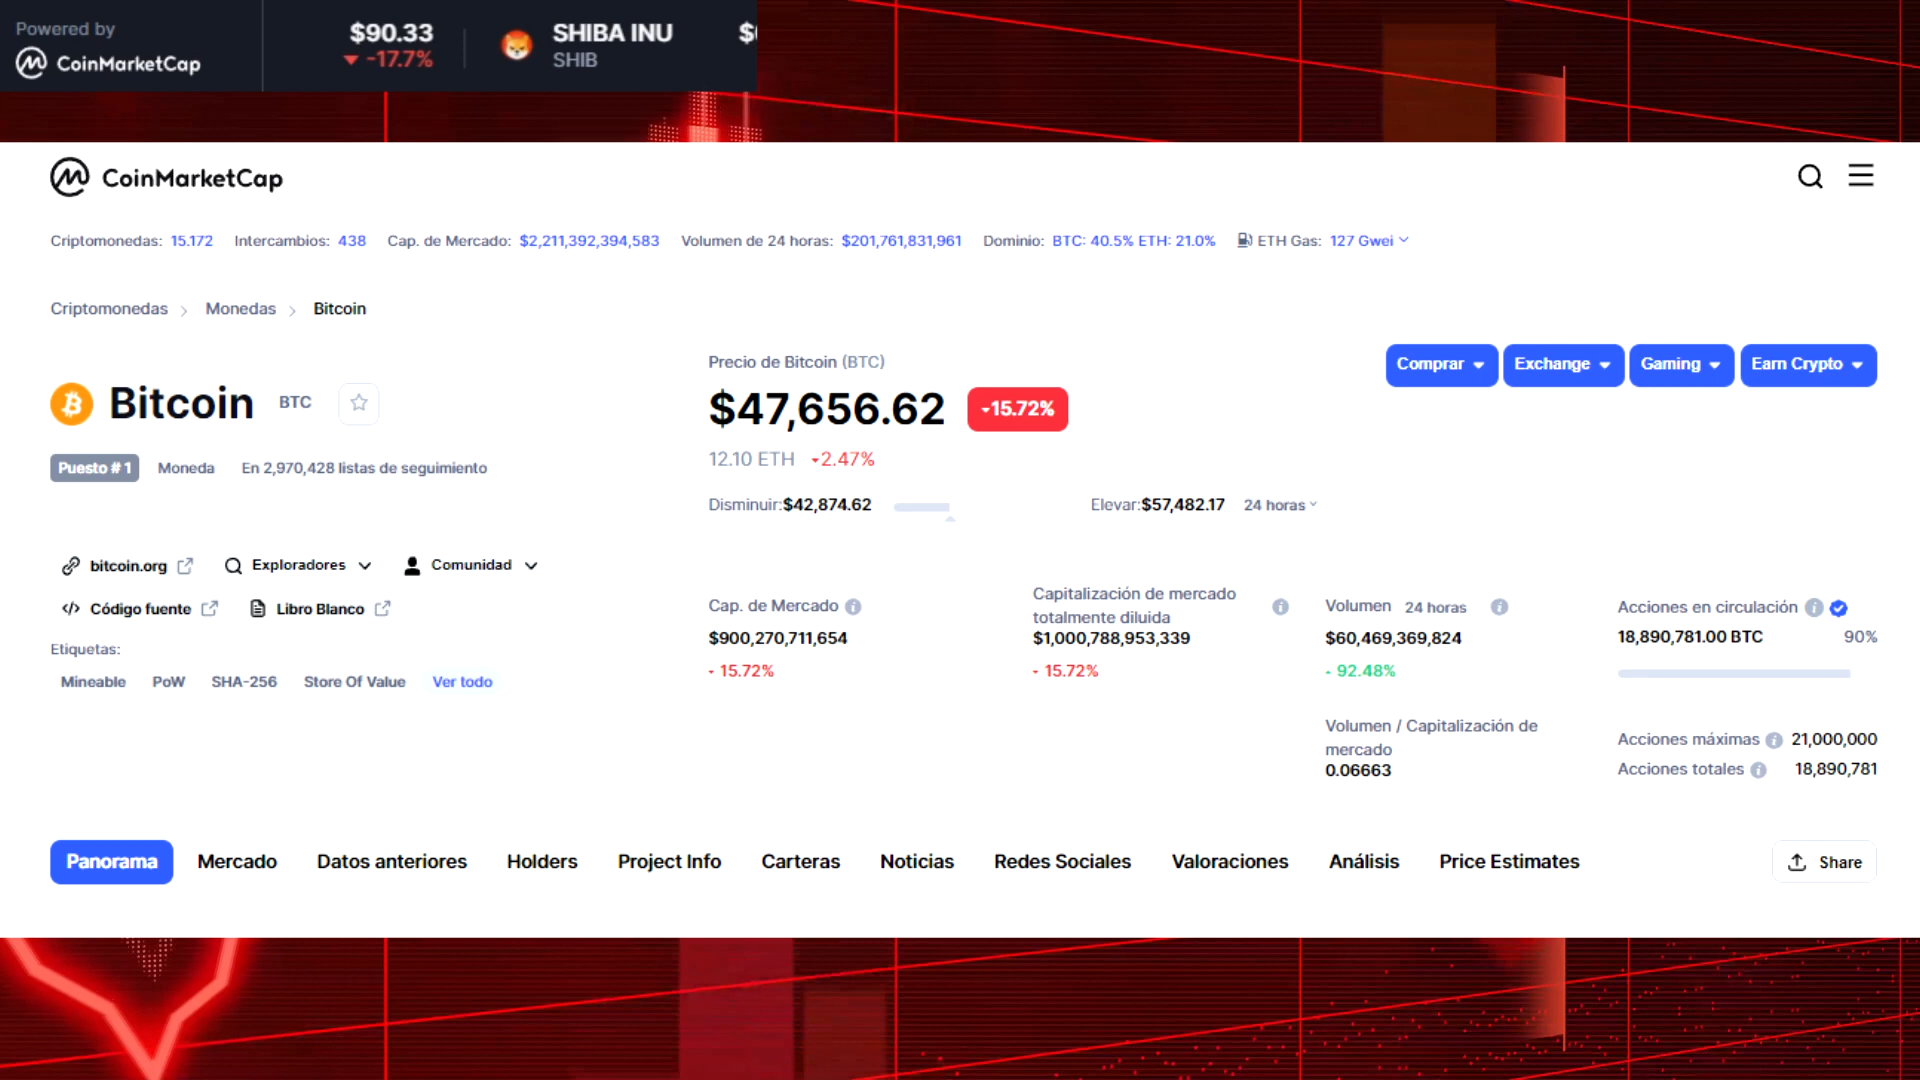 Powered by
CoinMarketCap
$90.33
-17.7%
SHIBA INU
SHIB
$
CoinMarketCap
Criptomonedas: 15.172 Intercambios: 438 Cap. de Mercado: $2,211,392,394,583 Volumen de 24 horas: $201,761,831,961 Dominio: BTC: 40.5% ETH: 21.0% ETH Gas: 127 Gwei
Criptomonedas Monedas Bitcoin
Bitcoin BTC
Puesto #1 Moneda En 2,970,428 listas de seguimiento
bitcoin.org Exploradores Comunidad
Código fuente Libro Blanco
Etiquetas:
Mineable PoW SHA-256 Store Of Value Ver todo
Precio de Bitcoin (BTC)
$47,656.62 -15.72%
12.10 ETH 2.47%
Disminuir:$42,874.62 Elevar:$57,482.17 24 horas
Comprar Exchange Gaming Earn Crypto
Cap. de Mercado
$900,270,711,654
15.72%
Capitalización de mercado
totalmente diluida
$1,000,788,953,339
15.72%
Volumen 24 horas
$60,469,369,824
92.48%
Volumen / Capitalización de
mercado
0.06663
Acciones en circulación
18,890,781.00 BTC 90%
Acciones máximas 21,000,000
Acciones totales 18,890,781
Panorama Mercado Datos anteriores Holders Project Info Carteras Noticias Redes Sociales Valoraciones Análisis Price Estimates Share